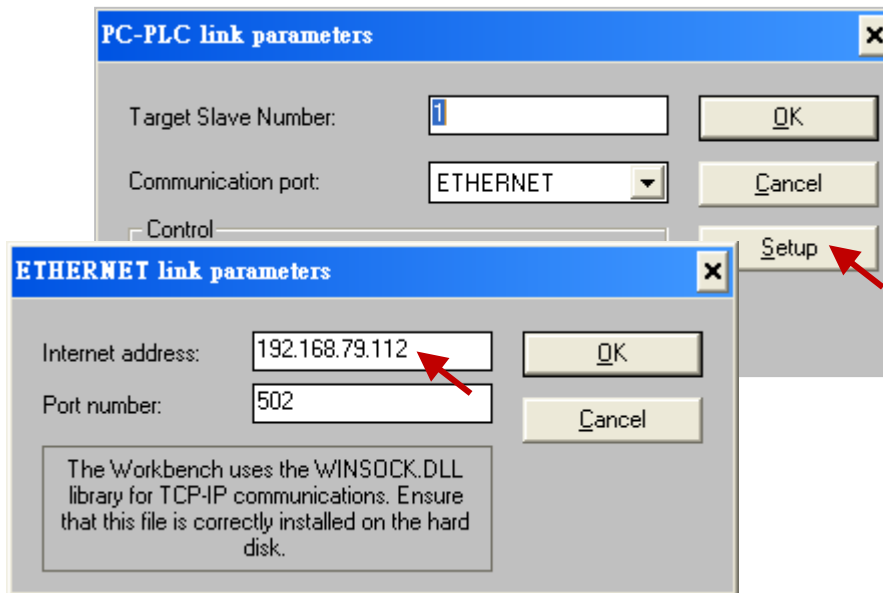 PC-PLC link parameters
Target Slave Number: 1 OK
Communication port: ETHERNET Cancel
Control
Setup
ETHERNET link parameters
Internet address: 192.168.79.112 OK
Port number: 502
Cancel
The Workbench uses the WINSOCK.DLL
library for TCP-IP communications. Ensure
that this file is correctly installed on the hard
disk.